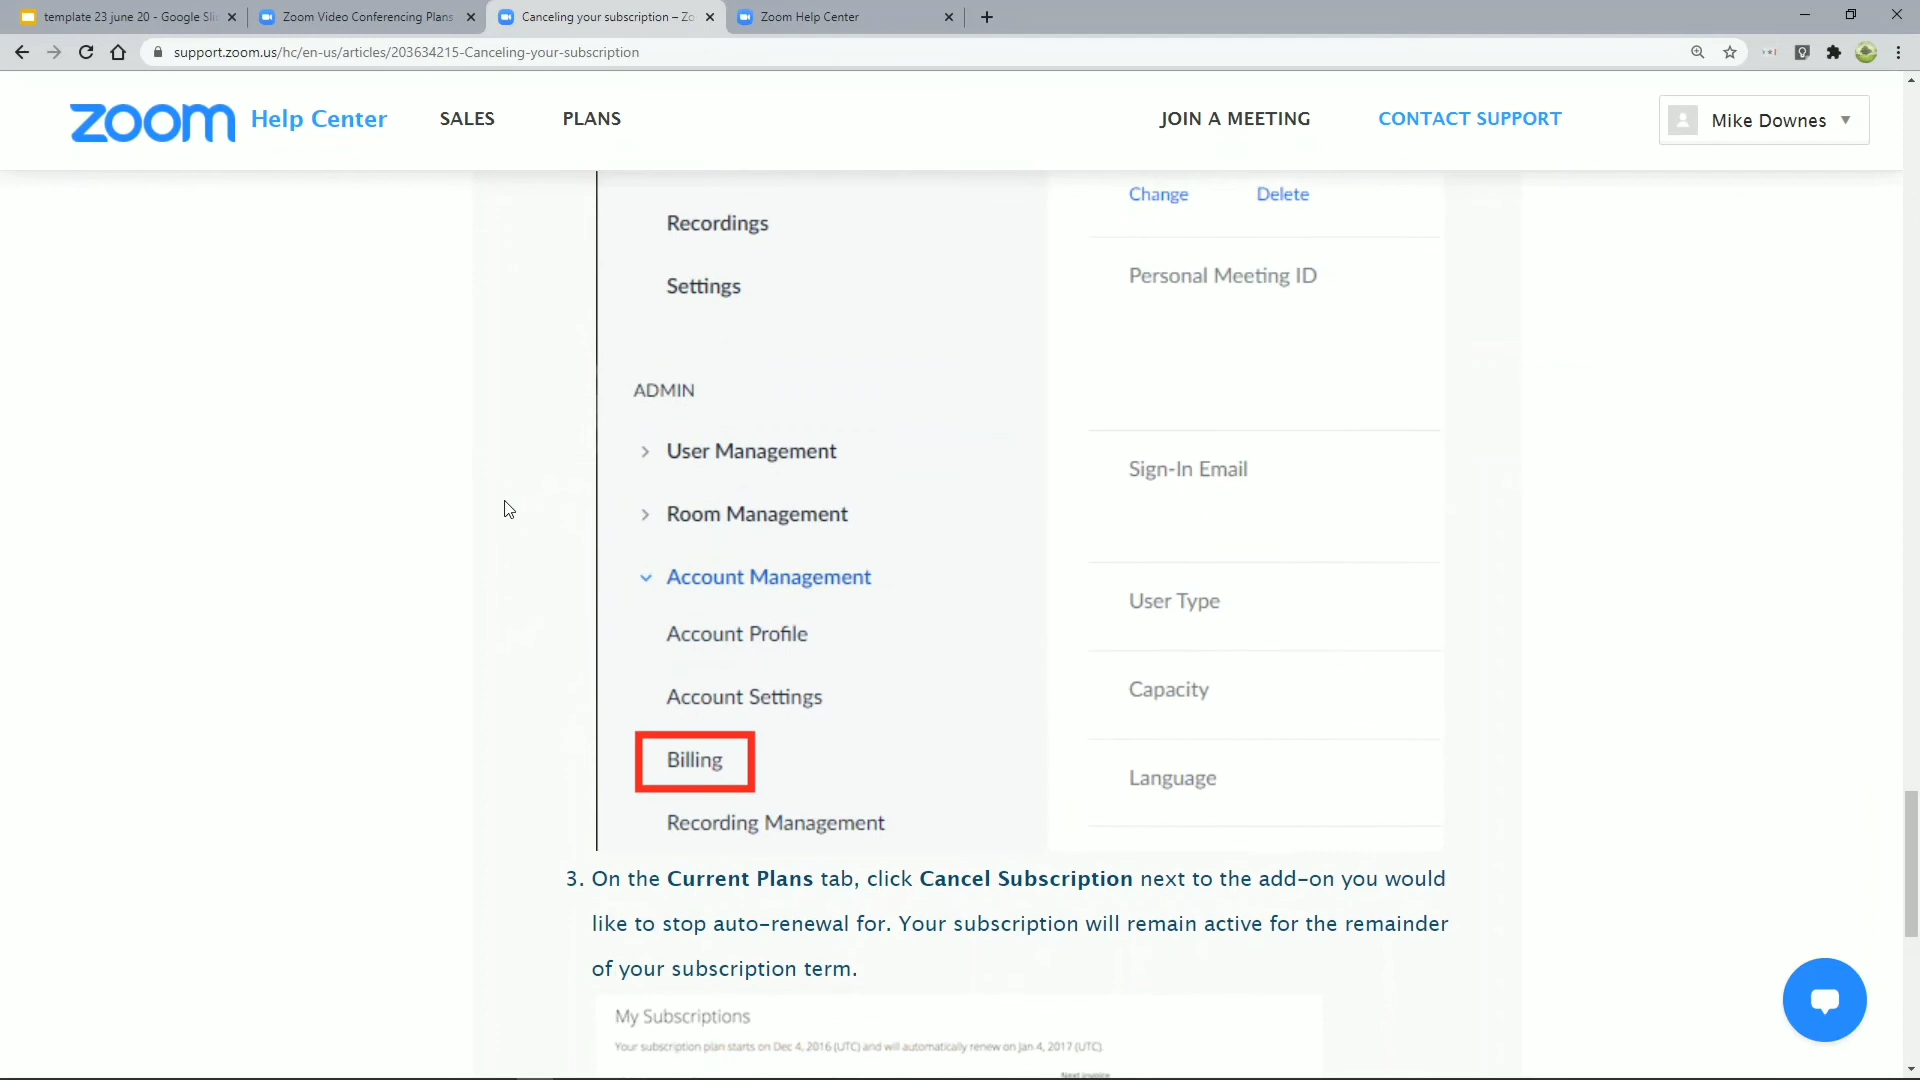 template 23 june 20 - Google Sli
Zoom Video Conferencing Plans
Canceling your subscription – Zo
Zoom Help Center
support.zoom.us/hc/en-us/articles/203634215-Canceling-your-subscription
zoom Help Center
SALES
PLANS
JOIN A MEETING
CONTACT SUPPORT
Mike Downes
Change
Delete
Recordings
Personal Meeting ID
Settings
ADMIN
User Management
Sign-In Email
Room Management
Account Management
User Type
Account Profile
Account Settings
Capacity
Billing
Language
Recording Management
3. On the Current Plans tab, click Cancel Subscription next to the add-on you would
like to stop auto-renewal for. Your subscription will remain active for the remainder
of your subscription term.
My Subscriptions
Your subscription plan starts on Dec 4, 2016 (UTC) and will automatically renew on Jan 4, 2017 (UTC).
Next invoice